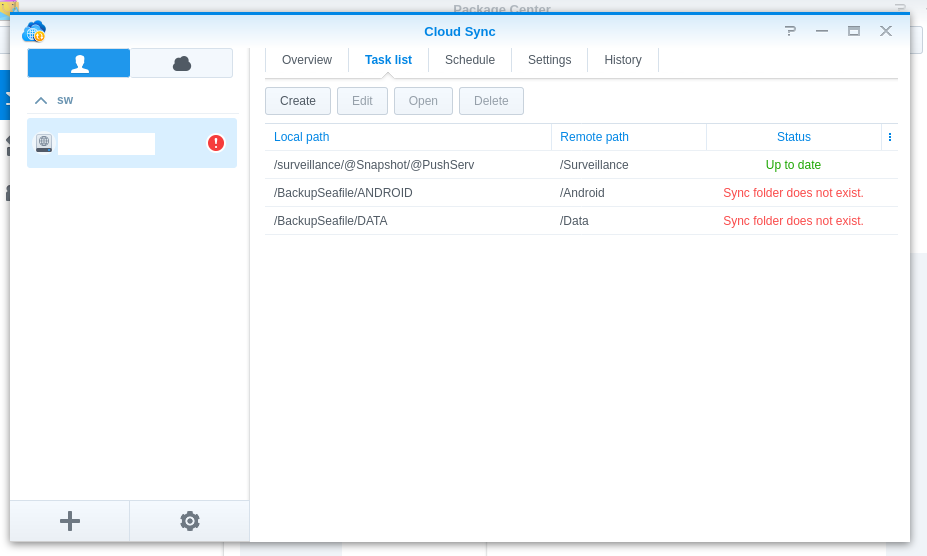 Package Center
Cloud Sync
sw
Overview Task list Schedule Settings History
Create Edit Open Delete
Local path Remote path Status
/surveillance/@Snapshot/@PushServ /Surveillance Up to date
/BackupSeafile/ANDROID /Android Sync folder does not exist.
/BackupSeafile/DATA /Data Sync folder does not exist.